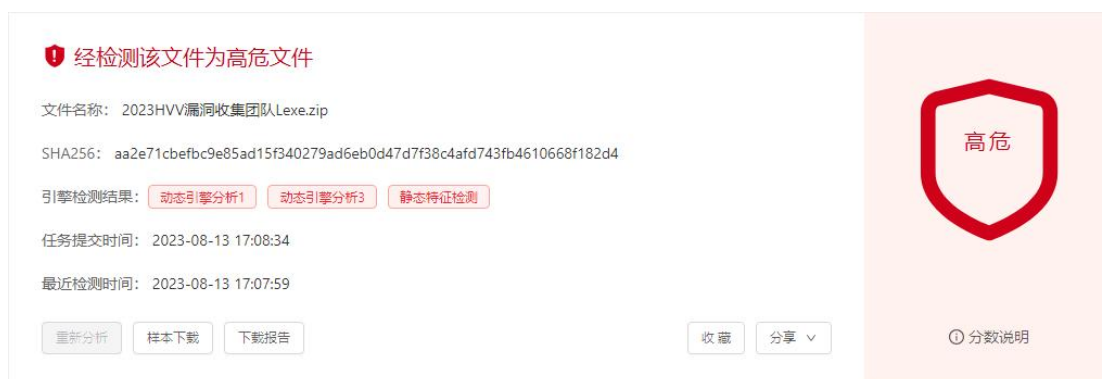 经检测该文件为高危文件
文件名称： 2023HVV漏洞收集团队Lexe.zip
SHA256： aa2e71cbefbc9e85ad15f340279ad6eb0d47d7f38c4afd743fb4610668f182d4
引擎检测结果： 动态引擎分析1 动态引擎分析3 静态特征检测
任务提交时间： 2023-08-13 17:08:34
最近检测时间： 2023-08-13 17:07:59
重新分析 样本下载 下载报告 收藏 分享
高危
分数说明